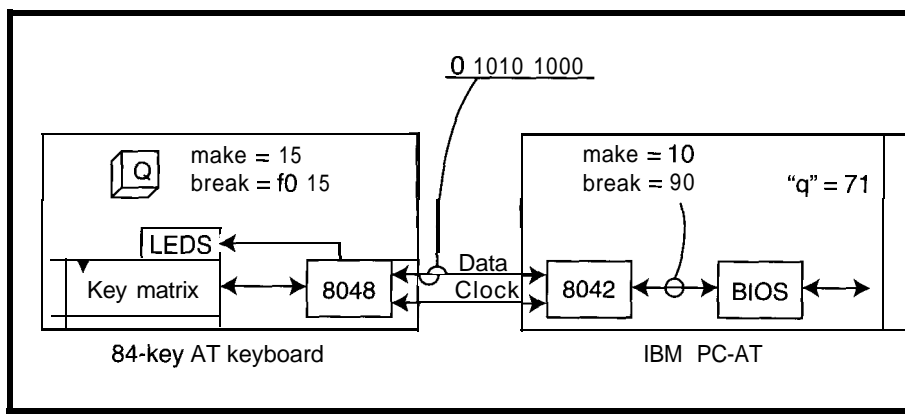 0 1010 1000
Q
make = 15
break = f0 15
make = 10
break = 90
"q" = 71
LEDS
Key matrix
8048
Data
Clock
8042
BIOS
84-key AT keyboard
IBM PC-AT